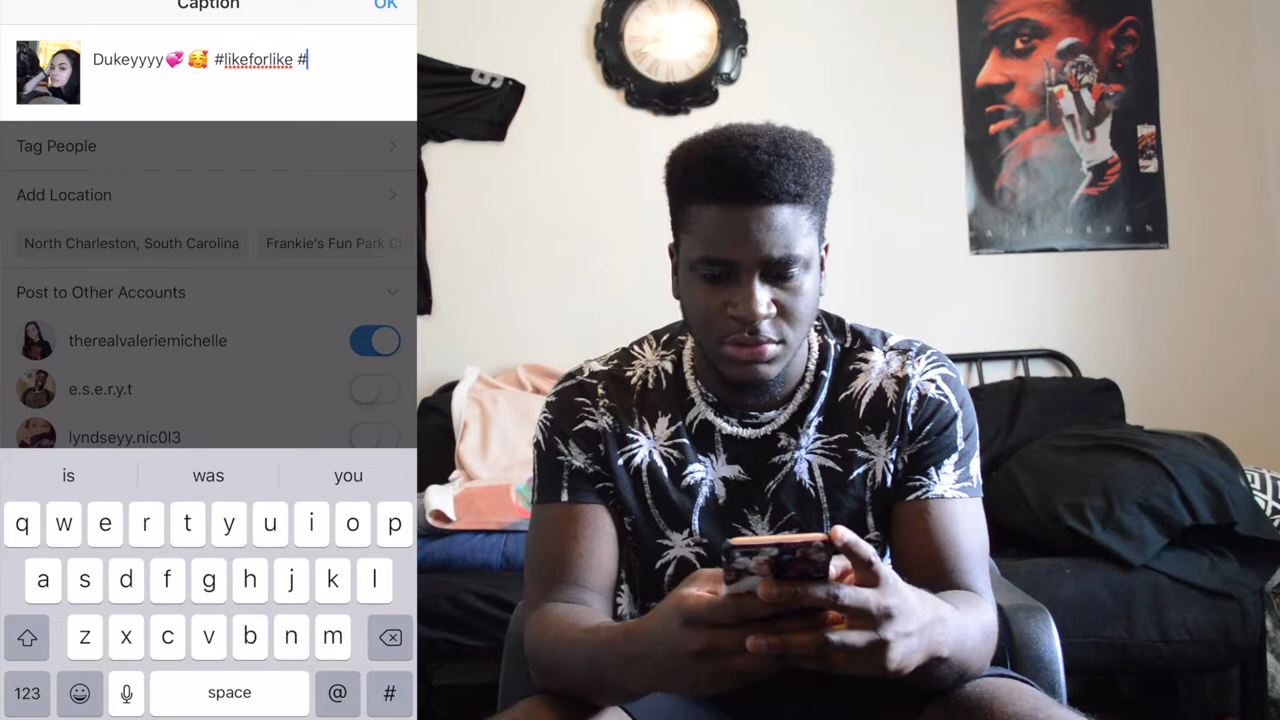 Caption
OK
Dukeyyyy💞 🥰 #likeforlike #
Tag People
Add Location
North Charleston, South Carolina
Frankie's Fun Park
Post to Other Accounts
therealvaleriemichelle
e.s.e.r.y.t
lyndseyy.nic0l3
is was you
q w e r t y u i o p
a s d f g h j k l
z x c v b n m
123 space @ #
GREEN